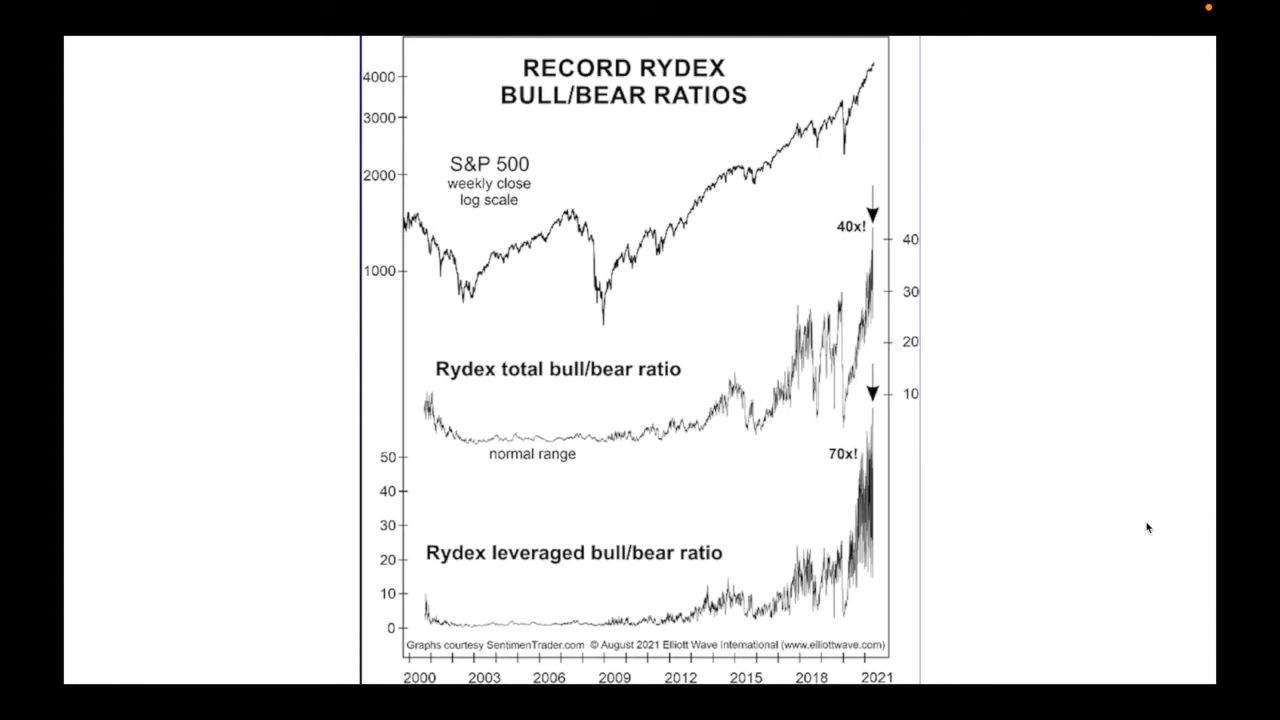 RECORD RYDEX
BULL/BEAR RATIOS
4000
3000
S&P 500
weekly close
log scale
2000
1000
40x!
40
30
20
10
Rydex total bull/bear ratio
normal range
70x!
50
40
30
20
10
0
Rydex leveraged bull/bear ratio
Graphs courtesy SentimenTrader.com © August 2021 Elliott Wave International (www.elliottwave.com)
2000 2003 2006 2009 2012 2015 2018 2021